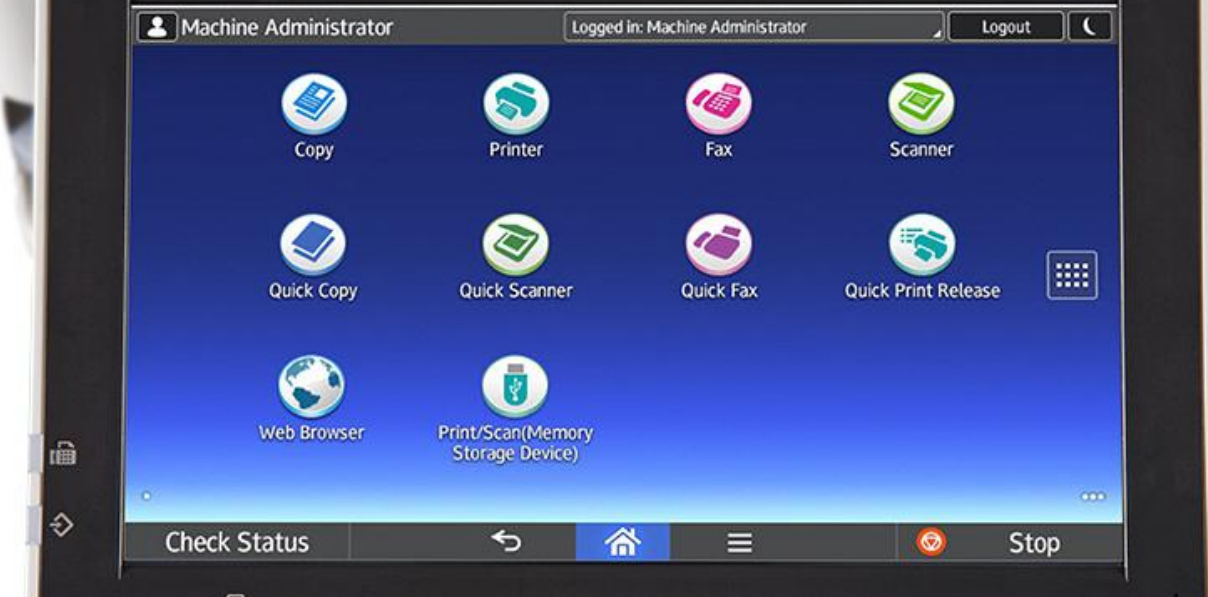 Machine Administrator
Logged in: Machine Administrator
Logout
Copy
Printer
Fax
Scanner
Quick Copy
Quick Scanner
Quick Fax
Quick Print Release
Web Browser
Print/Scan(Memory
Storage Device)
Check Status
Stop